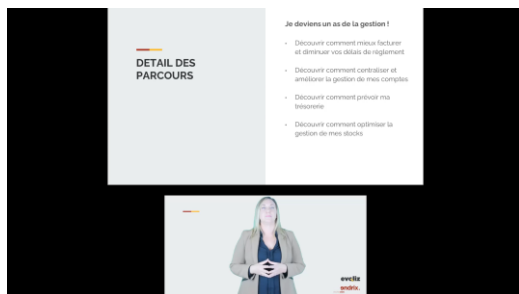 Je deviens un as de la gestion !
DETAIL DES
PARCOURS
• Découvrir comment mieux facturer
et diminuer vos délais de règlement
• Découvrir comment centraliser et
améliorer la gestion de mes comptes
• Découvrir comment prévoir ma
trésorerie
• Découvrir comment optimiser la
gestion de mes stocks